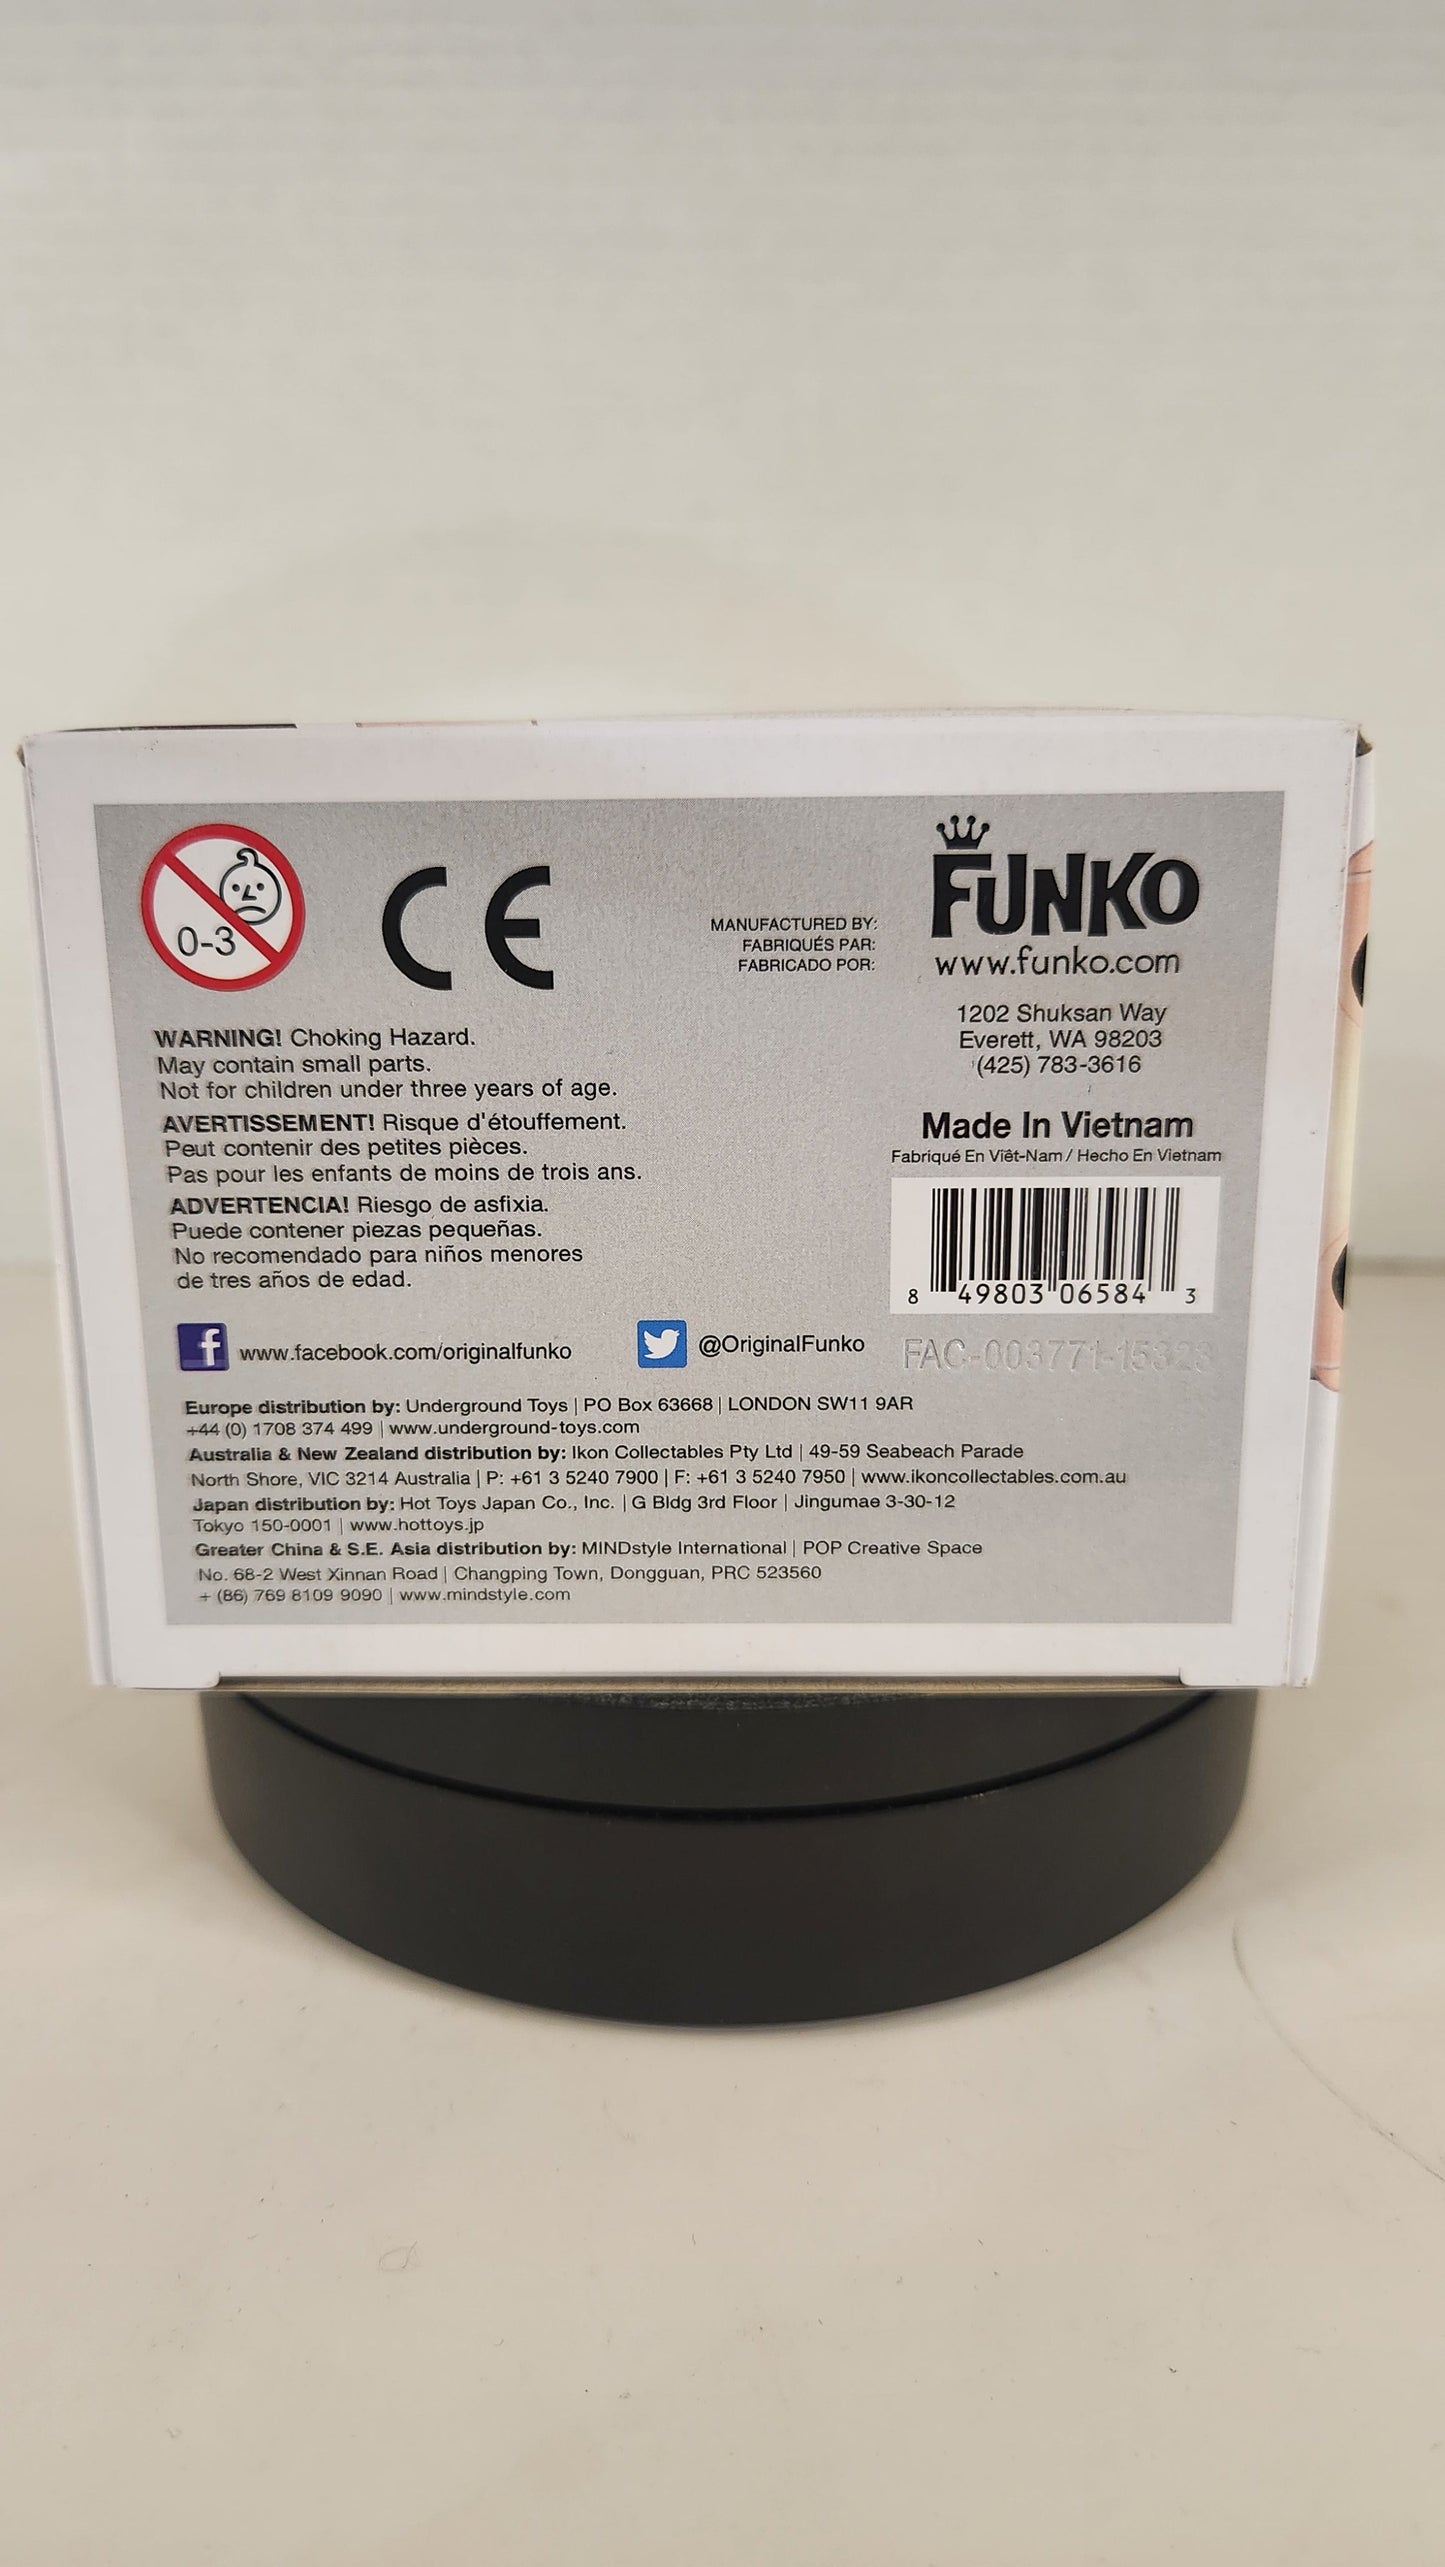 0-3
CE
MANUFACTURED BY:
FABRIQUÉS PAR:
FABRICADO POR:
FUNKO
www.funko.com
1202 Shuksan Way
Everett, WA 98203
(425) 783-3616
Made In Vietnam
Fabriqué En Viêt-Nam / Hecho En Vietnam
8 49803 06584 3
FAC-003771-15323
WARNING! Choking Hazard.
May contain small parts.
Not for children under three years of age.
AVERTISSEMENT! Risque d'étouffement.
Peut contenir des petites pièces.
Pas pour les enfants de moins de trois ans.
ADVERTENCIA! Riesgo de asfixia.
Puede contener piezas pequeñas.
No recomendado para niños menores
de tres años de edad.
f www.facebook.com/originalfunko
@OriginalFunko
Europe distribution by: Underground Toys | PO Box 63668 | LONDON SW11 9AR
+44 (0) 1708 374 499 | www.underground-toys.com
Australia & New Zealand distribution by: Ikon Collectables Pty Ltd | 49-59 Seabeach Parade
North Shore, VIC 3214 Australia | P: +61 3 5240 7900 | F: +61 3 5240 7950 | www.ikoncollectables.com.au
Japan distribution by: Hot Toys Japan Co., Inc. | G Bldg 3rd Floor | Jingumae 3-30-12
Tokyo 150-0001 | www.hottoys.jp
Greater China & S.E. Asia distribution by: MINDstyle International | POP Creative Space
No. 68-2 West Xinnan Road | Changping Town, Dongguan, PRC 523560
+ (86) 769 8109 9090 | www.mindstyle.com